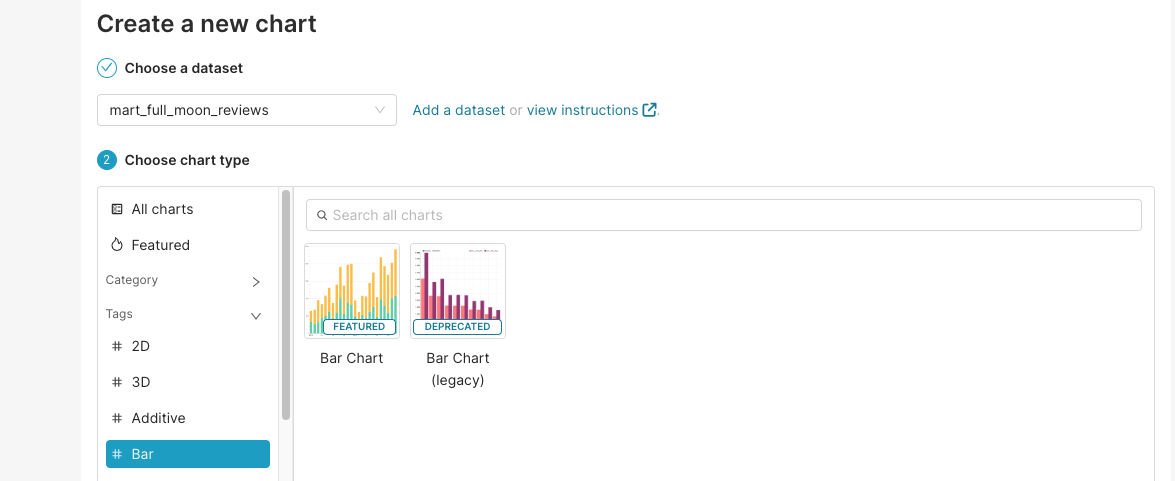 Create a new chart
Choose a dataset
mart_full_moon_reviews
Add a dataset or view instructions.
2 Choose chart type
All charts
Featured
Category
Tags
# 2D
# 3D
# Additive
# Bar
Search all charts
FEATURED
Bar Chart
DEPRECATED
Bar Chart
(legacy)